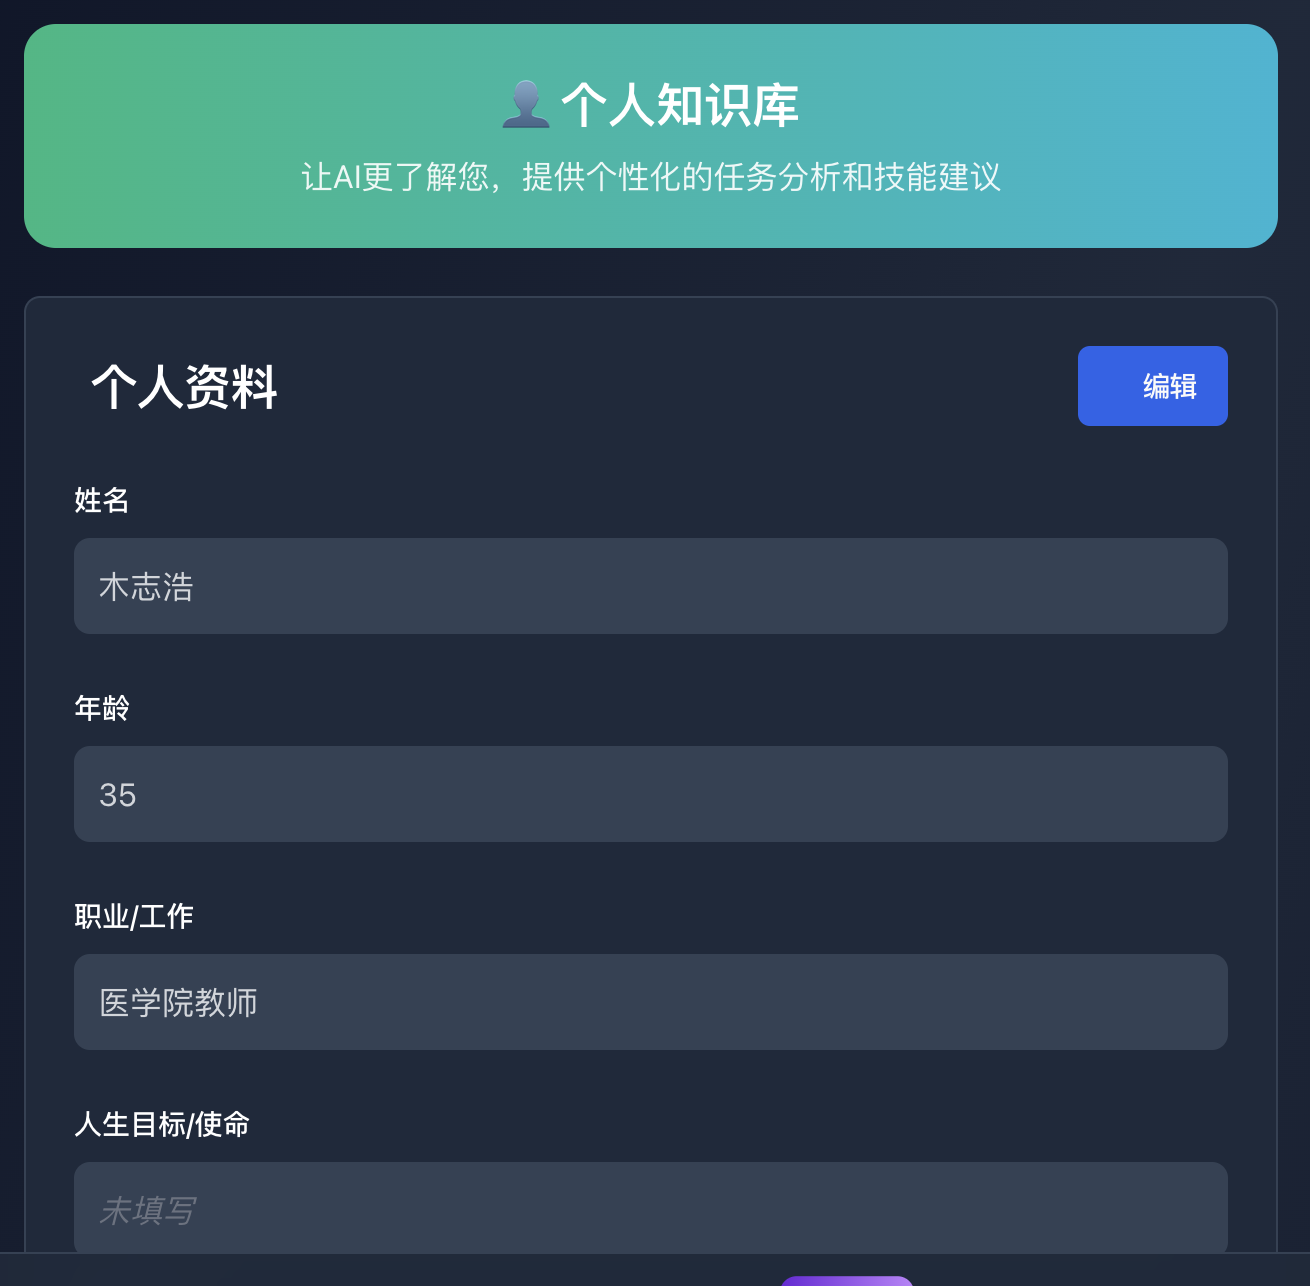 个人知识库
让AI更了解您，提供个性化的任务分析和技能建议
个人资料
编辑
姓名
木志浩
年龄
35
职业/工作
医学院教师
人生目标/使命
未填写